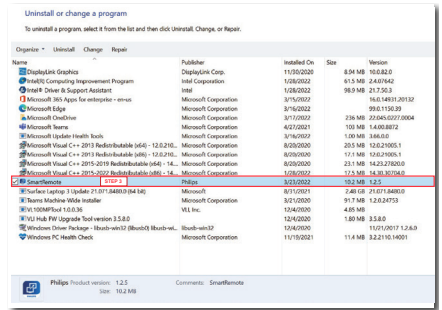 Uninstall or change a program
To uninstall a program, select it from the list and then click Uninstall, Change, or Repair.
Organize Uninstall Change Repair
Name Publisher Installed On Size Version
DisplayLink Graphics DisplayLink Corp. 11/30/2020 8.94 MB 10.0.82.0
Intel(R) Computing Improvement Program Intel Corporation 1/28/2022 61.5 MB 2.4.07642
Intel® Driver & Support Assistant Intel 1/28/2022 98.9 MB 21.7.50.3
Microsoft 365 Apps for enterprise - en-us Microsoft Corporation 3/15/2022 16.0.14931.20132
Microsoft Edge Microsoft Corporation 3/16/2022 99.0.1150.39
Microsoft OneDrive Microsoft Corporation 3/17/2022 236 MB 22.045.0227.0004
Microsoft Teams Microsoft Corporation 4/27/2021 103 MB 1.4.00.8872
Microsoft Update Health Tools Microsoft Corporation 3/16/2022 1.00 MB 3.66.0.0
Microsoft Visual C++ 2013 Redistributable (x64) - 12.0.210... Microsoft Corporation 8/20/2020 20.5 MB 12.0.21005.1
Microsoft Visual C++ 2013 Redistributable (x86) - 12.0.210... Microsoft Corporation 8/20/2020 17.1 MB 12.0.21005.1
Microsoft Visual C++ 2015-2019 Redistributable (x64) - 14... Microsoft Corporation 8/20/2020 23.1 MB 14.23.27820.0
Microsoft Visual C++ 2015-2022 Redistributable (x86) - 14... Microsoft Corporation 1/28/2022 17.5 MB 14.30.30704.0
SmartRemote STEP 3 Philips 3/21/2022 10.2 MB 1.2.5
Surface Laptop 3 Update 21.071.8480.0 (64 bit) Microsoft 8/31/2021 2.48 GB 21.071.8480.0
Teams Machine-Wide Installer Microsoft Corporation 3/21/2021 91.7 MB 1.2.0.24753
VL100MPTool 1.0.0.36 VLI, Inc. 12/4/2020 4.85 MB
VLI Hub FW Upgrade Tool version 3.5.8.0 12/4/2020 1.80 MB 3.5.8.0
Windows Driver Package - libusb-win32 (libusb0) libusb-wi... libusb-win32 12/4/2020 11/21/2017 1.2.6.0
Windows PC Health Check Microsoft Corporation 11/19/2021 11.4 MB 3.2.2110.14001
Philips Product version: 1.2.5 Comments: SmartRemote
Size: 10.2 MB